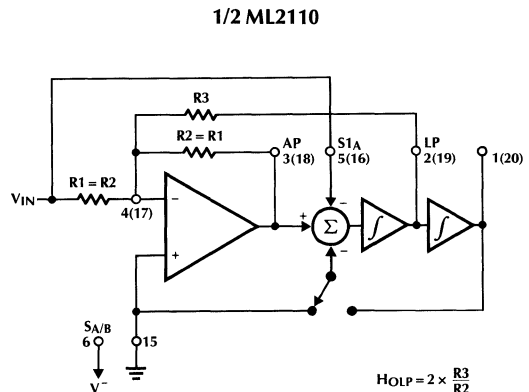 1/2 ML2110
R3
R2 = R1
AP
3(18)
S1A
5(16)
LP
2(19)
1(20)
VIN
R1 = R2
4(17)
−
+
+
Σ
−
−
∫
∫
SA/B
6
15
V−
HOLP = 2 × R3
R2